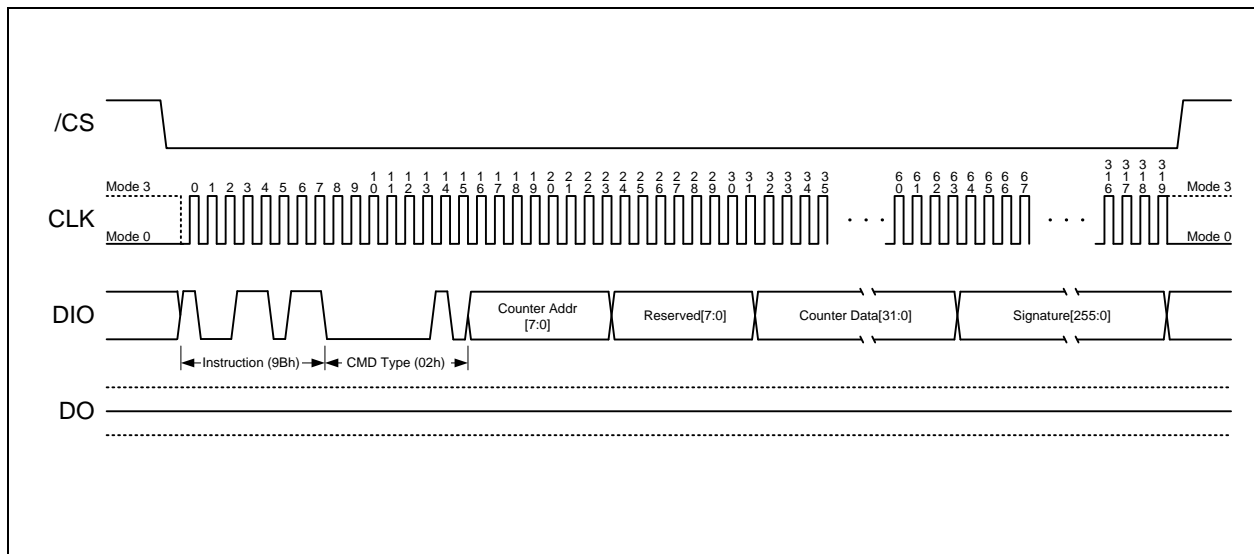 /CS
Mode 3
0 1 2 3 4 5 6 7 8 9 10 11 12 13 14 15 16 17 18 19 20 21 22 23 24 25 26 27 28 29 30 31 32 33 34 35 60 61 62 63 64 65 66 67 316 317 318 319
Mode 3
CLK
. . .
. . .
Mode 0
Mode 0
DIO
Counter Addr
[7:0]
Reserved[7:0]
Counter Data[31:0]
Signature[255:0]
Instruction (9Bh)
CMD Type (02h)
DO